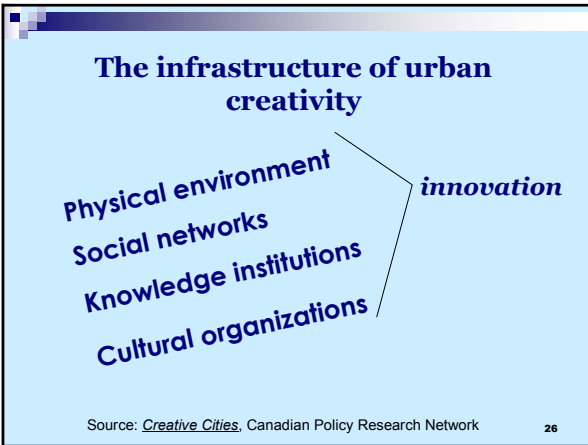 The infrastructure of urban
creativity
Physical environment
innovation
Social networks
Knowledge institutions
Cultural organizations
Source: Creative Cities, Canadian Policy Research Network
26